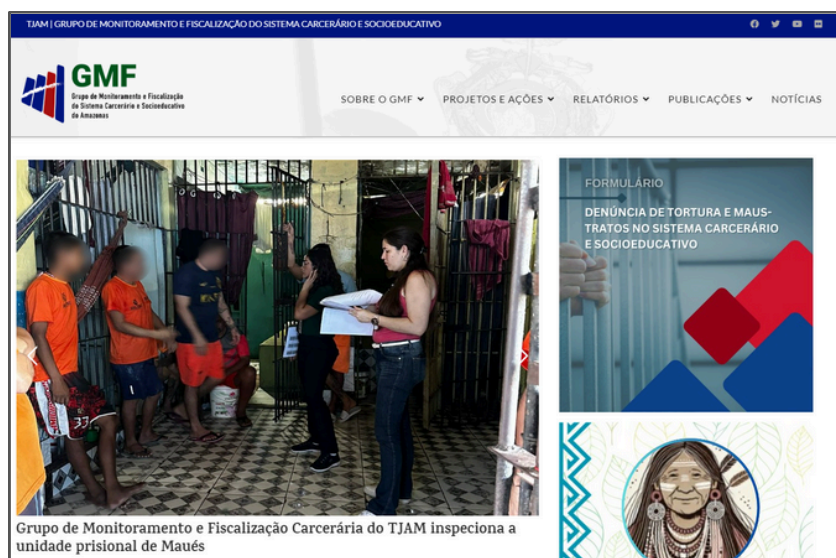 TJAM | GRUPO DE MONITORAMENTO E FISCALIZAÇÃO DO SISTEMA CARCERÁRIO E SOCIOEDUCATIVO
GMF
Grupo de Monitoramento e Fiscalização
do Sistema Carcerário e Socioeducativo
do Amazonas
SOBRE O GMF
PROJETOS E AÇÕES
RELATÓRIOS
PUBLICAÇÕES
NOTÍCIAS
33
FORMULÁRIO
DENÚNCIA DE TORTURA E MAUS-
TRATOS NO SISTEMA CARCERÁRIO
E SOCIOEDUCATIVO
Grupo de Monitoramento e Fiscalização Carcerária do TJAM inspeciona a
unidade prisional de Maués